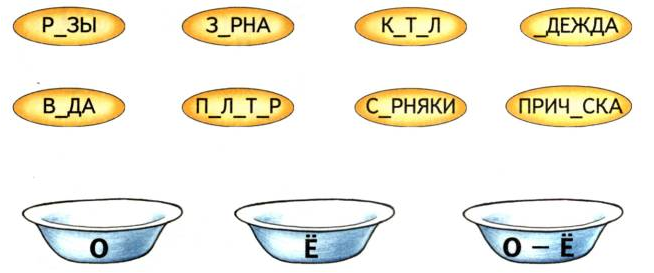 Р_ЗЫ З_РНА К_Т_Л _ДЕЖДА
В_ДА П_Л_Т_Р С_РНЯКИ ПРИЧ_СКА
О Ё О – Ё